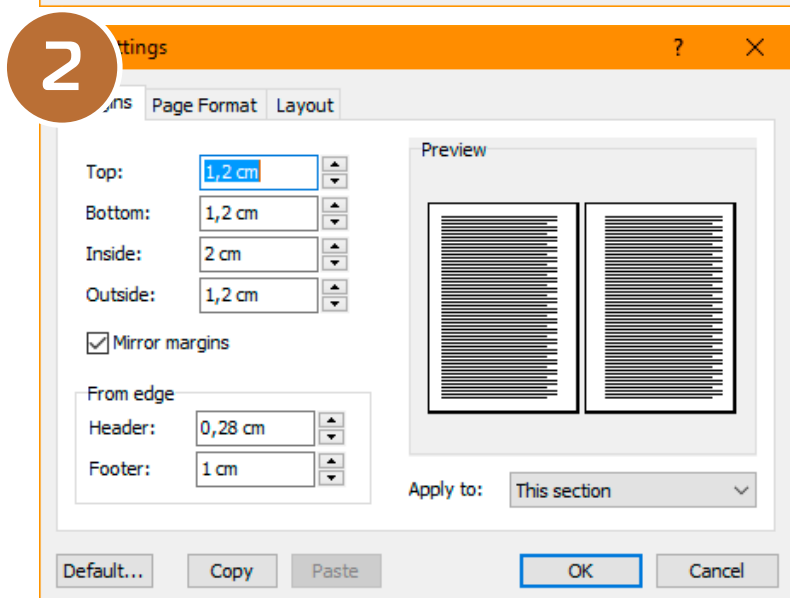 2
ttings
?
ins
Page Format
Layout
Top:
1,2 cm
Bottom:
1,2 cm
Inside:
2 cm
Outside:
1,2 cm
Mirror margins
From edge
Header:
0,28 cm
Footer:
1 cm
Preview
Apply to:
This section
Default...
Copy
Paste
OK
Cancel